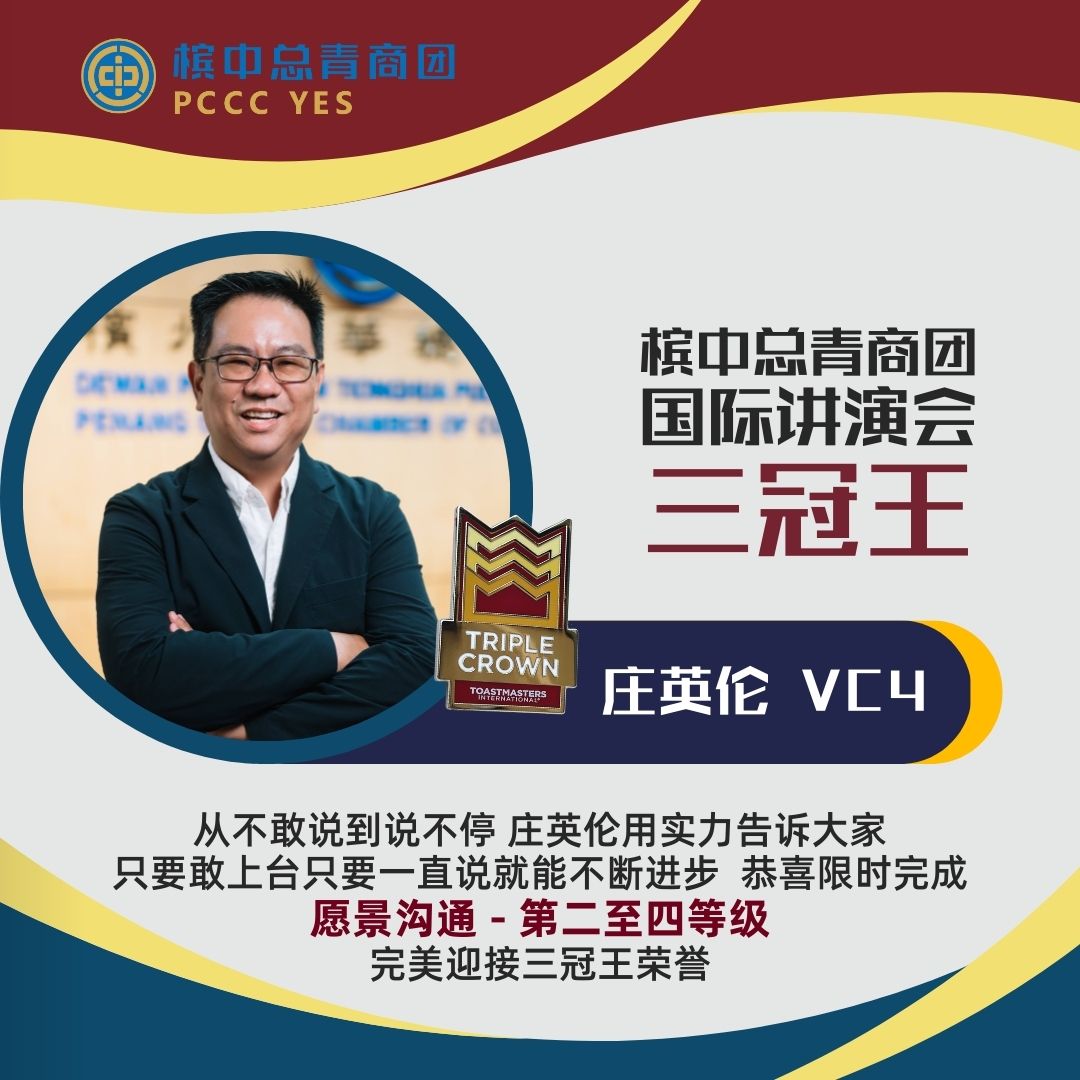 槟中总青商团
PCCC YES
槟中总青商团
国际讲演会
三冠王
TRIPLE
CROWN
TOASTMASTERS
INTERNATIONAL®
庄英伦 VC4
从不敢说到说不停 庄英伦用实力告诉大家
只要敢上台只要一直说就能不断进步 恭喜限时完成
愿景沟通 - 第二至四等级
完美迎接三冠王荣誉